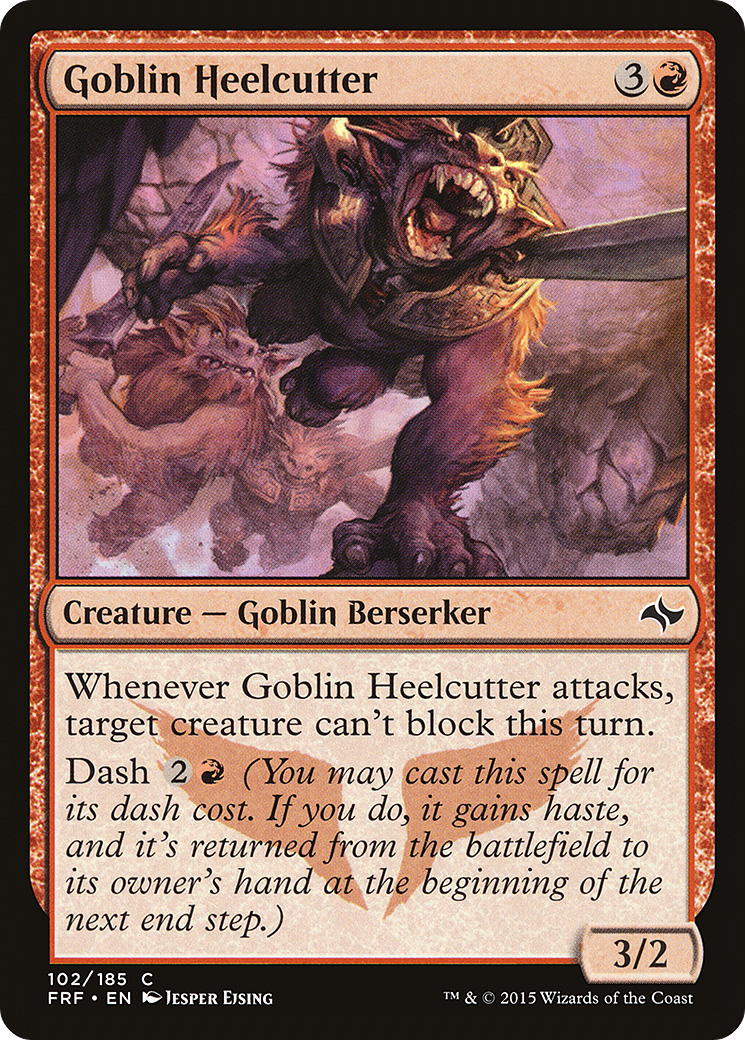 Goblin Heelcutter 3
Creature — Goblin Berserker
Whenever Goblin Heelcutter attacks,
target creature can't block this turn.
Dash 2 (You may cast this spell for
its dash cost. If you do, it gains haste,
and it's returned from the battlefield to
its owner's hand at the beginning of the
next end step.)
3/2
102/185 C
FRF • EN Jesper Ejsing
™ & © 2015 Wizards of the Coast